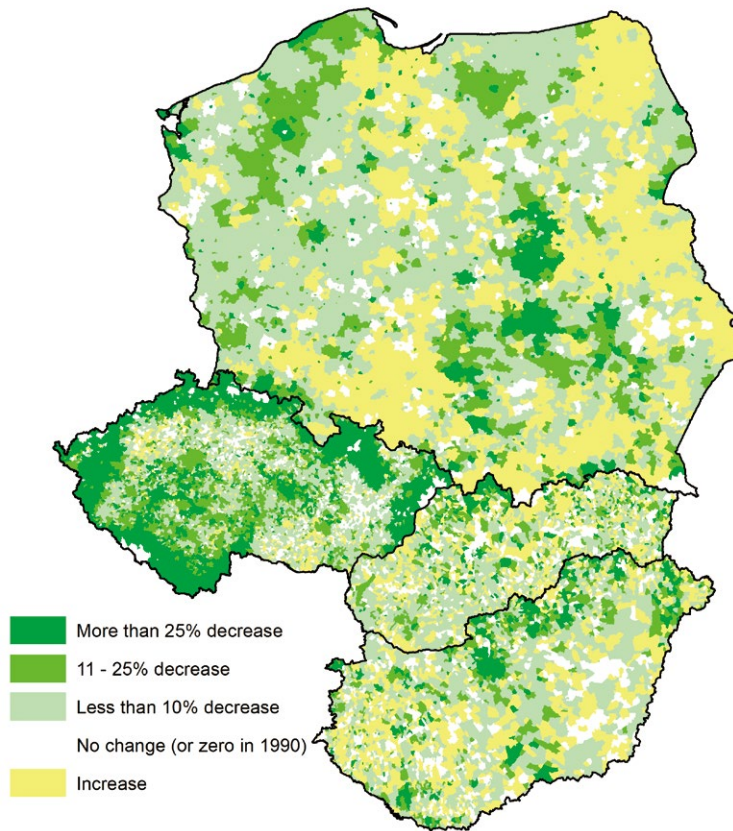 More than 25% decrease
11 - 25% decrease
Less than 10% decrease
No change (or zero in 1990)
Increase